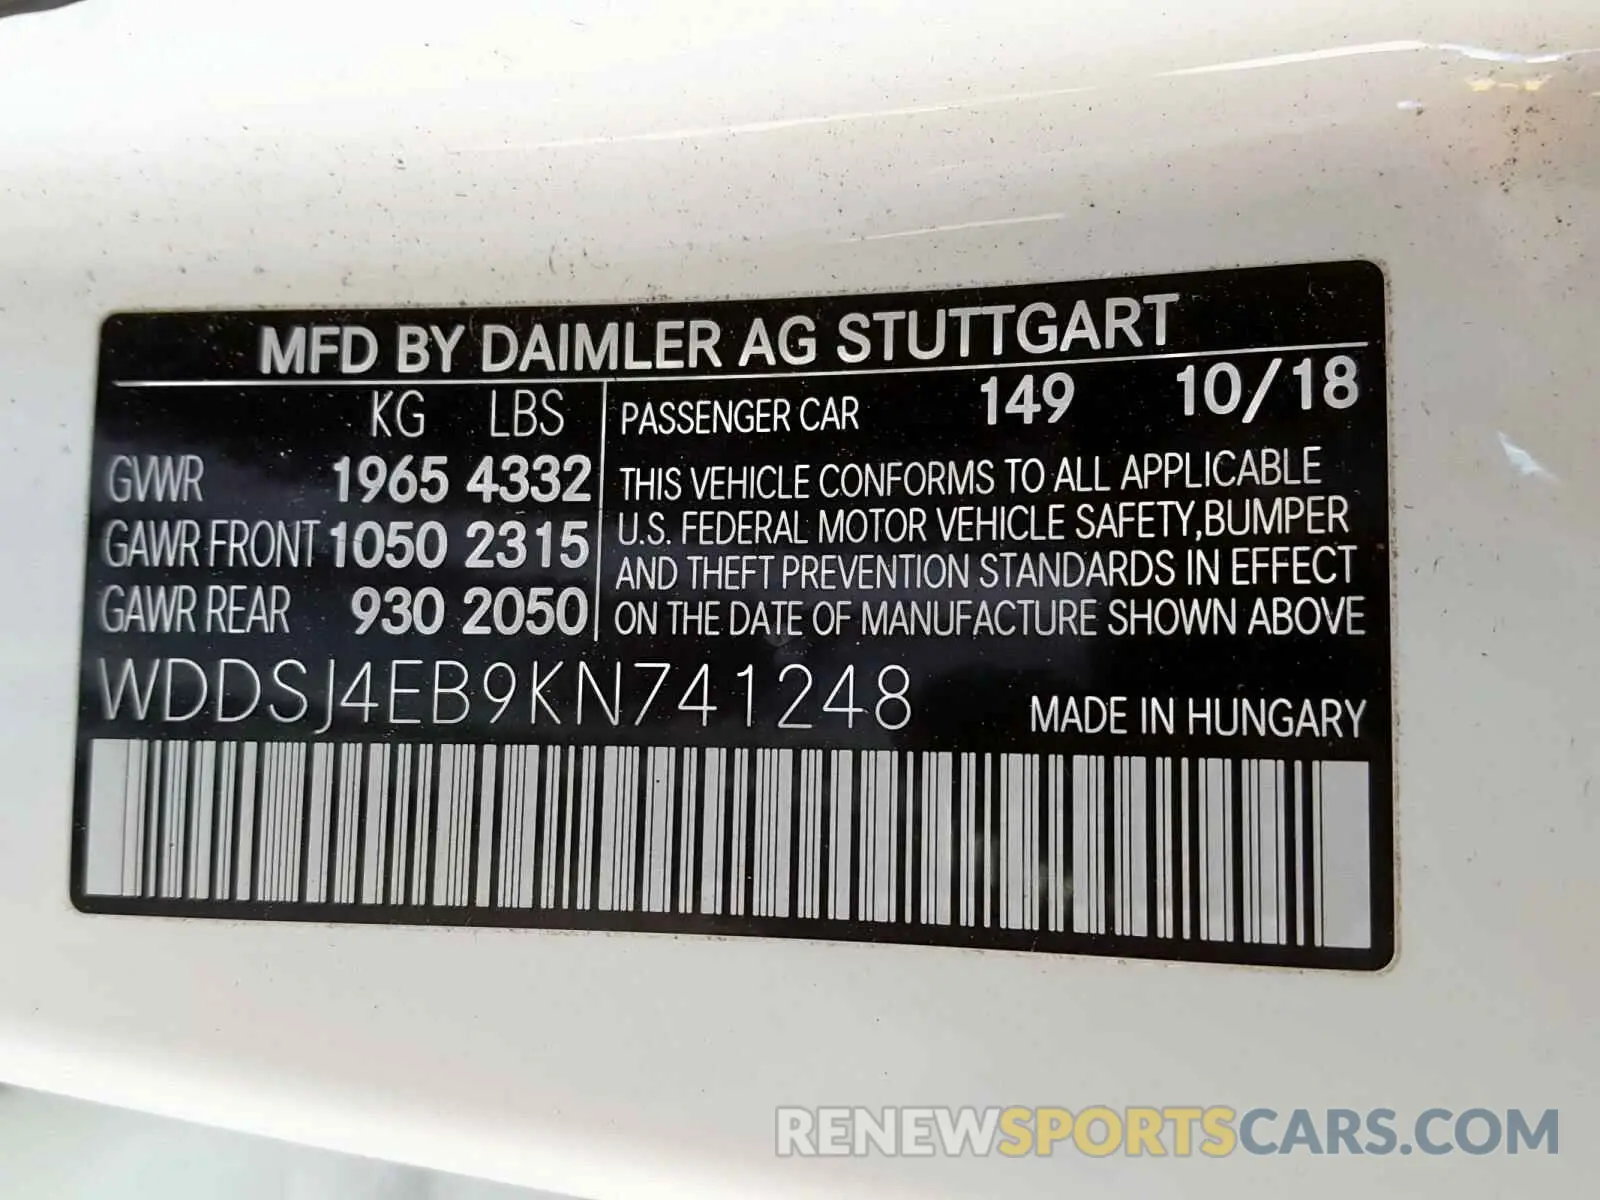 MFD BY DAIMLER AG STUTTGART
KG LBS
GVWR 1965 4332
GAWR FRONT 1050 2315
GAWR REAR 930 2050
PASSENGER CAR 149 10/18
THIS VEHICLE CONFORMS TO ALL APPLICABLE
U.S. FEDERAL MOTOR VEHICLE SAFETY, BUMPER
AND THEFT PREVENTION STANDARDS IN EFFECT
ON THE DATE OF MANUFACTURE SHOWN ABOVE
WDDSJ4EB9KN741248
MADE IN HUNGARY
RENEWSPORTSCARS.COM